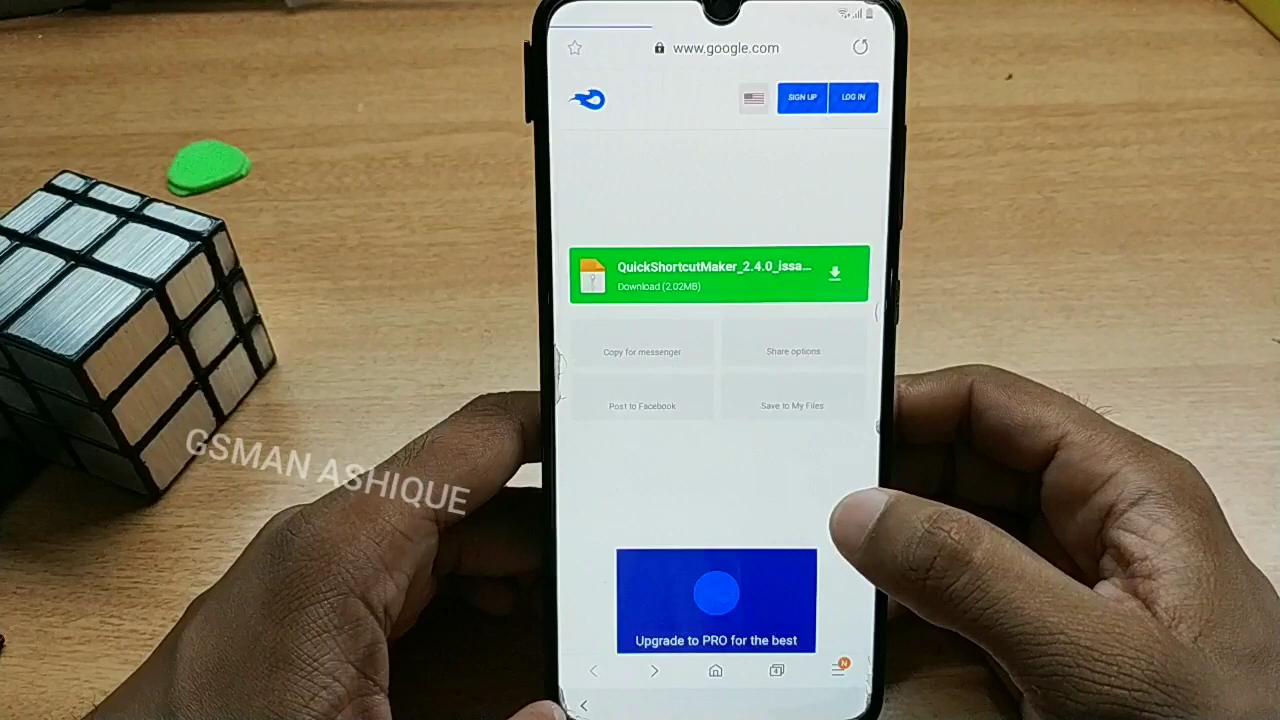 www.google.com
SIGN UP
LOG IN
QuickShortcutMaker_2.4.0_issa...
Download (2.02MB)
Copy for messenger
Share options
Post to Facebook
Save to My Files
GSMAN ASHIQUE
Upgrade to PRO for the best
4
N